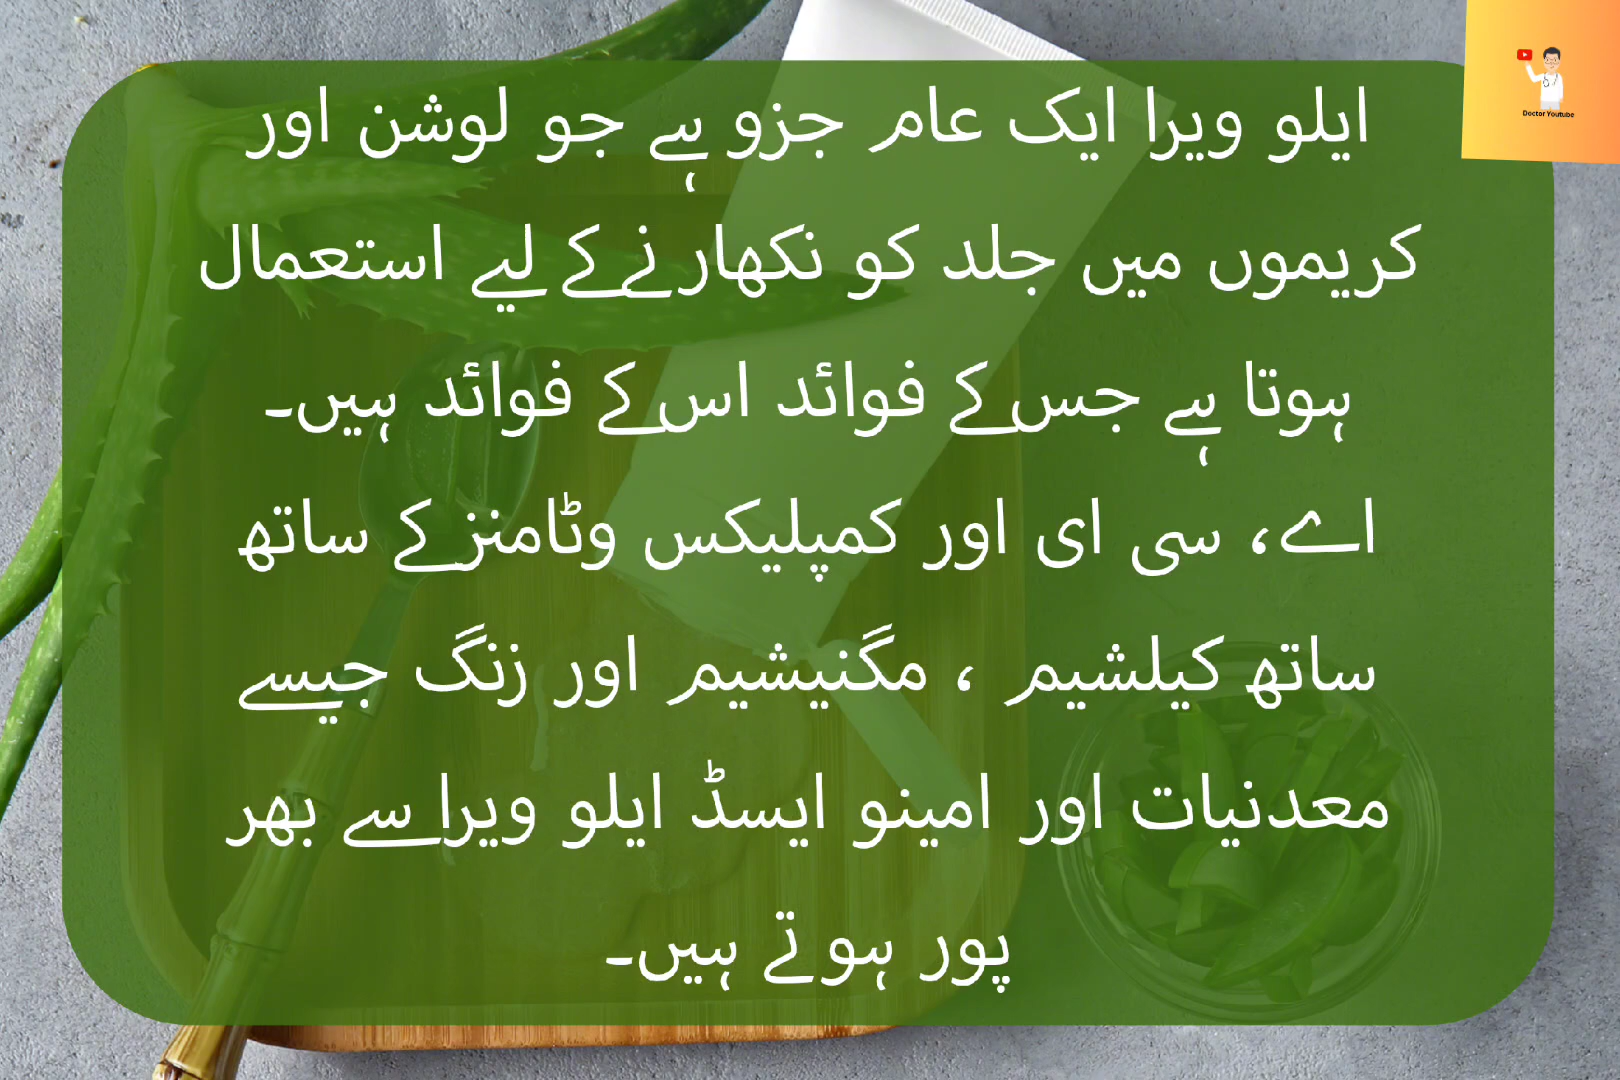 ایلو ویرا ایک عام جزو ہے جو لوشن اور
کریموں میں جلد کو نکھارنے کے لیے استعمال
ہوتا ہے جس کے فوائد اس کے فوائد ہیں۔
اے، سی ای اور کمپلیکس وٹامنز کے ساتھ
ساتھ کیلشیم ، مگنیشیم اور زنگ جیسے
معدنیات اور امینو ایسڈ ایلو ویرا سے بھر
پور ہوتے ہیں۔
Doctor Youtube